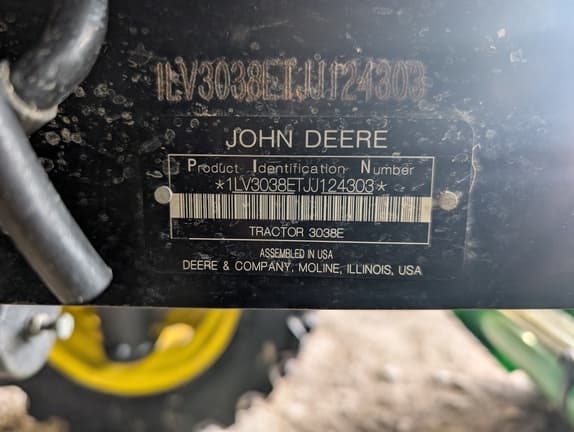 1LV3038ETJJ124303
JOHN DEERE
Product Identification Number
*1LV3038ETJJ124303*
TRACTOR 3038E
ASSEMBLED IN USA
DEERE & COMPANY, MOLINE, ILLINOIS, USA